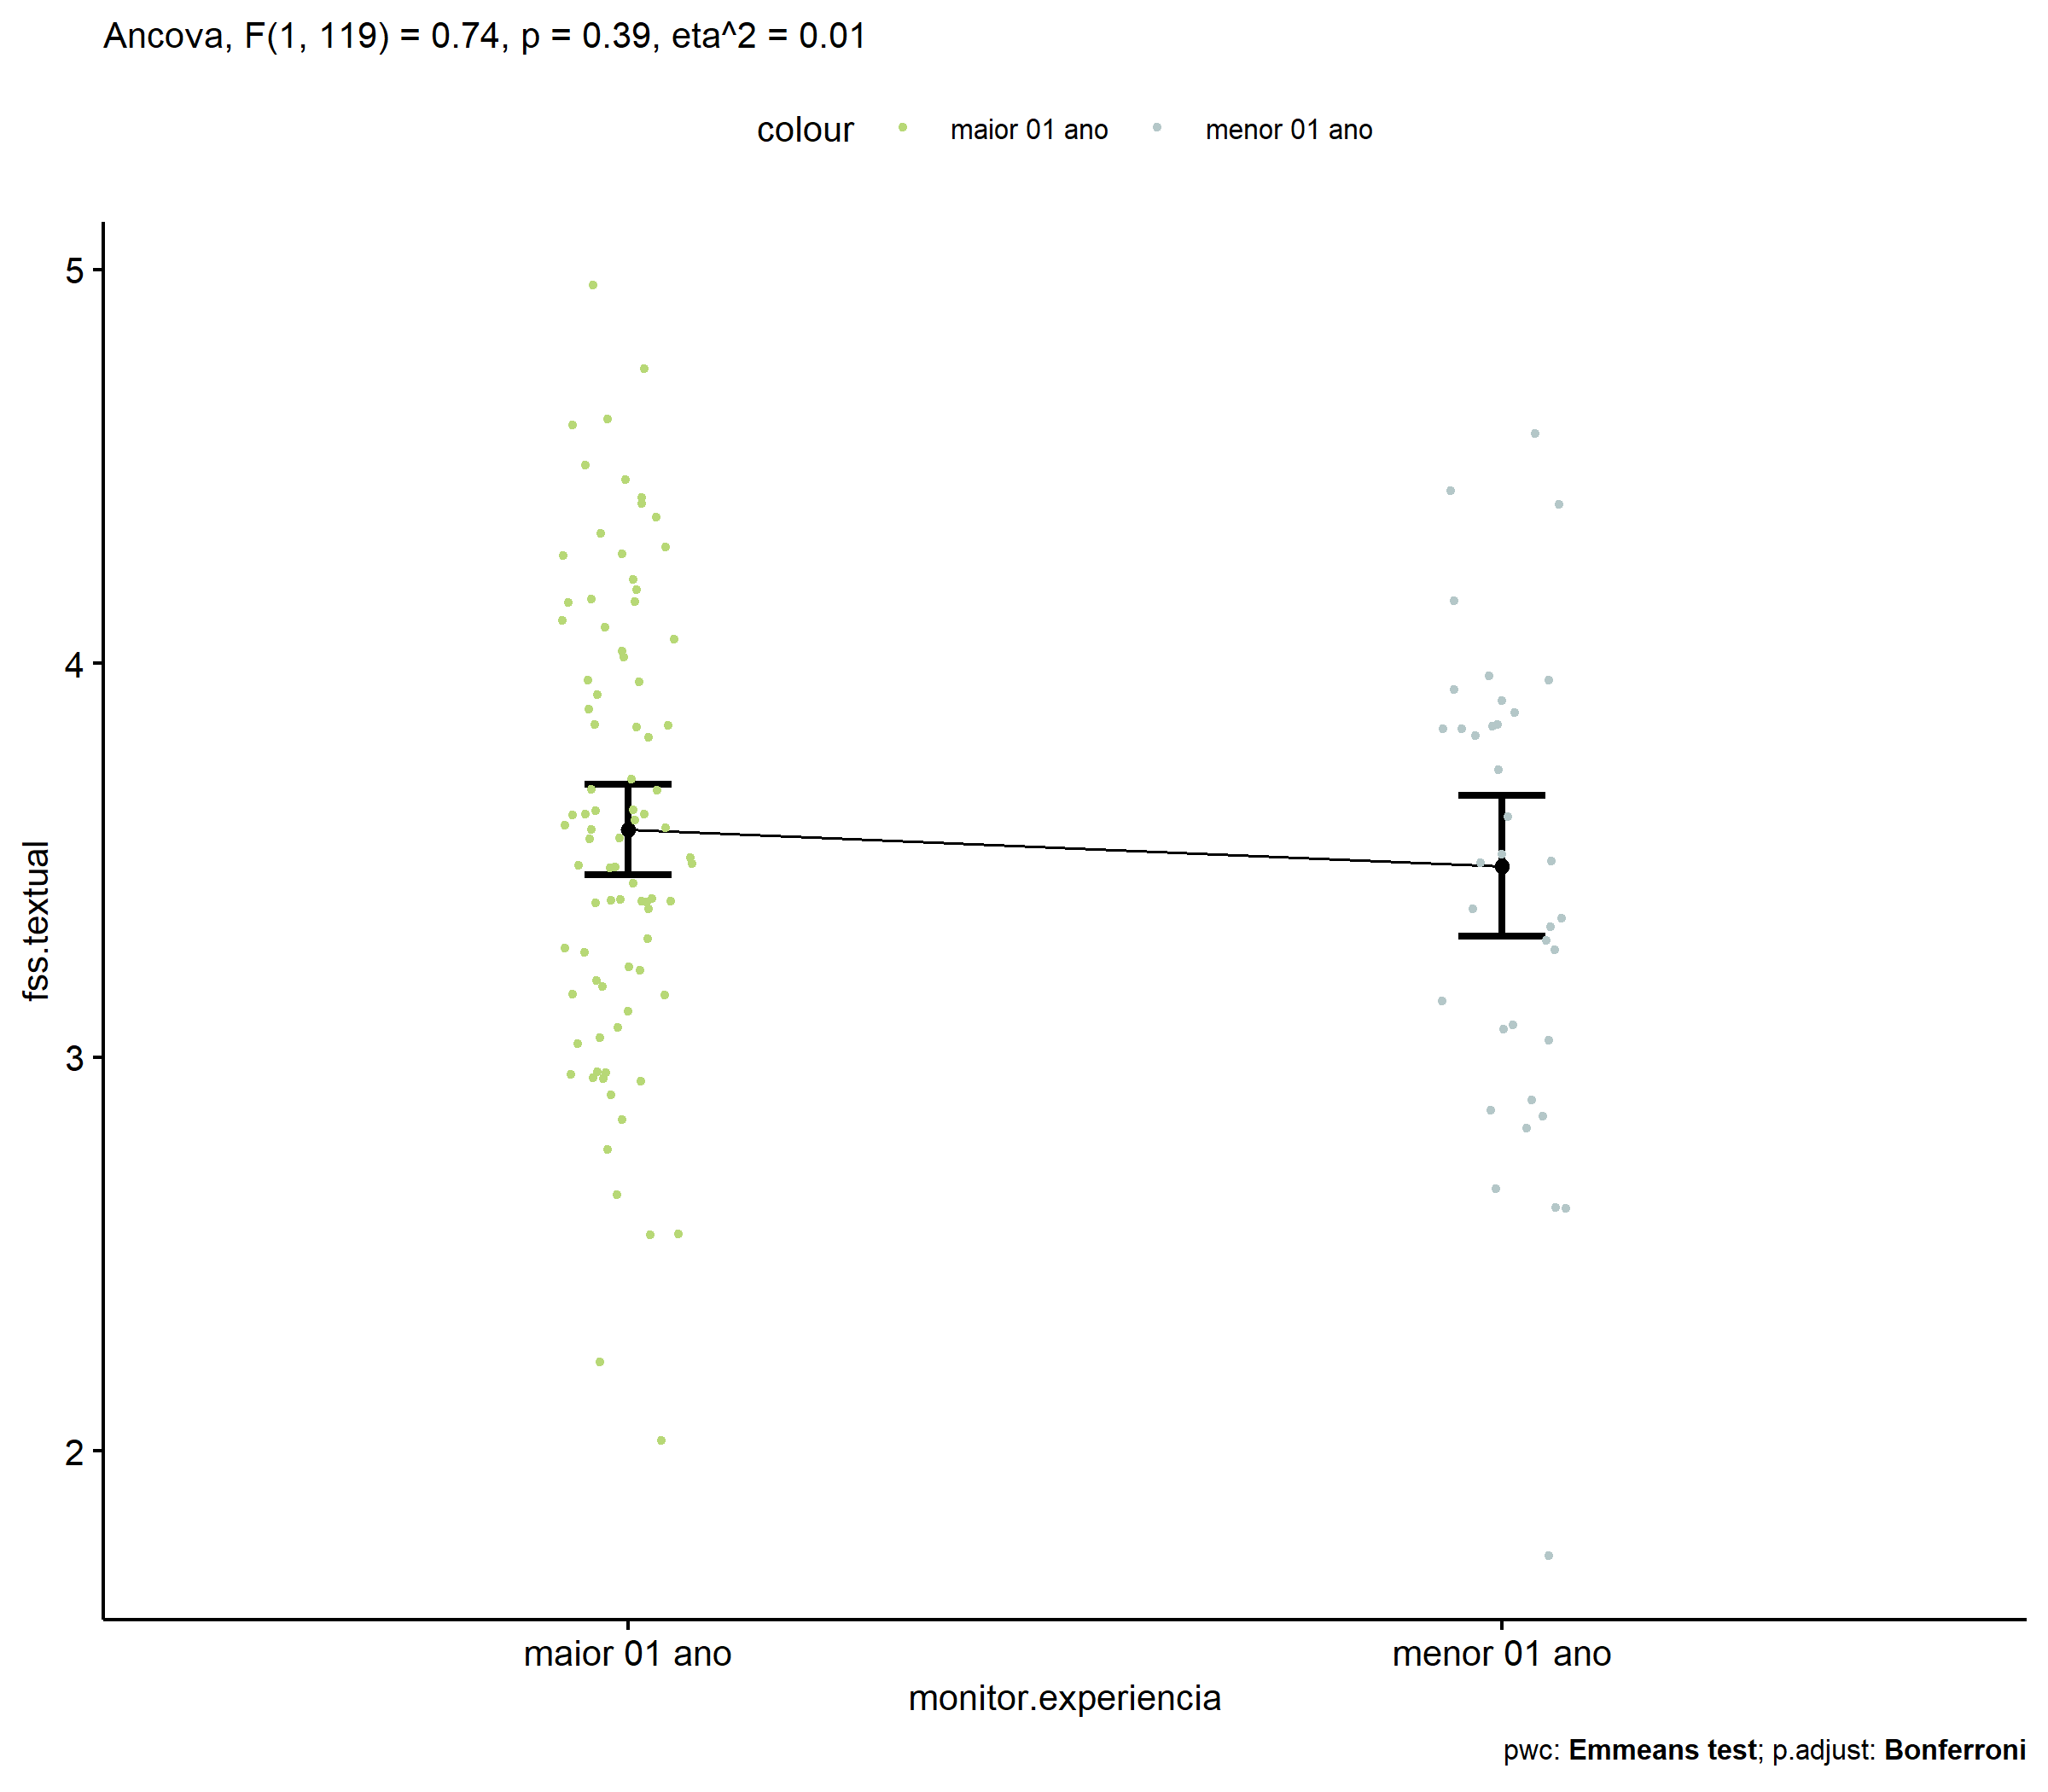 Ancova, F(1, 119) = 0.74, p = 0.39, eta^2 = 0.01
colour maior 01 ano menor 01 ano
5
4
3
2
fss.textual
maior 01 ano menor 01 ano
monitor.experiencia
pwc: Emmeans test; p.adjust: Bonferroni